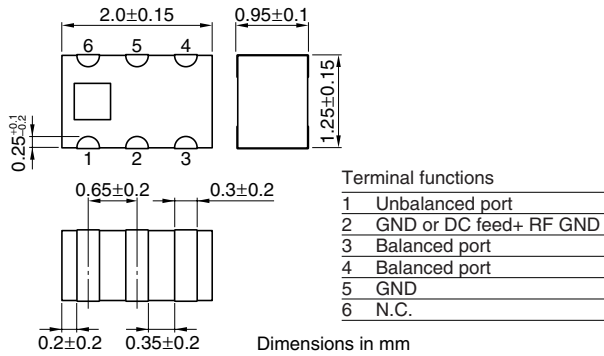 2.0±0.15
0.95±0.1
6 5 4
1.25±0.15
0.25+0.1−0.2
1 2 3
0.65±0.2
0.3±0.2
0.2±0.2
0.35±0.2
Dimensions in mm
Terminal functions
1 Unbalanced port
2 GND or DC feed+ RF GND
3 Balanced port
4 Balanced port
5 GND
6 N.C.